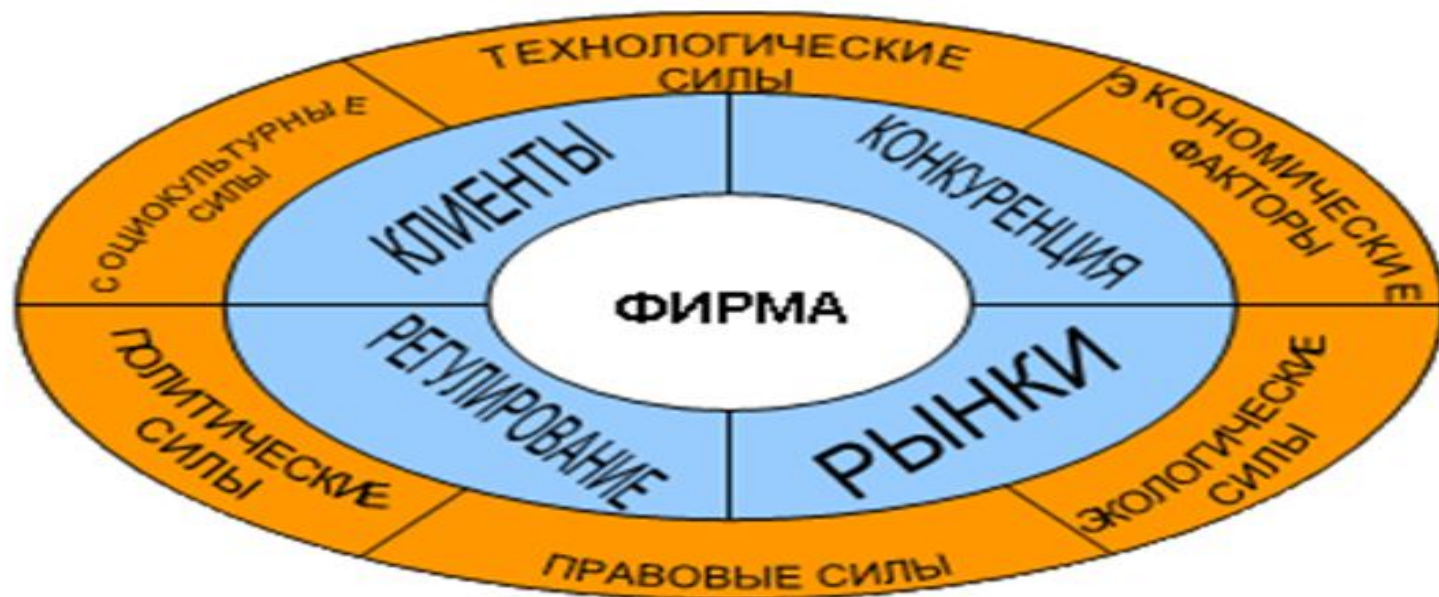 ТЕХНОЛОГИЧЕСКИЕ
СИЛЫ
ЭКОНОМИЧЕСКИЕ
ФАКТОРЫ
СОЦИОКУЛЬТУРНЫЕ
СИЛЫ
КЛИЕНТЫ
КОНКУРЕНЦИЯ
ФИРМА
РЕГУЛИРОВАНИЕ
РЫНКИ
ПОЛИТИЧЕСКИЕ
СИЛЫ
ЭКОЛОГИЧЕСКИЕ
СИЛЫ
ПРАВОВЫЕ СИЛЫ